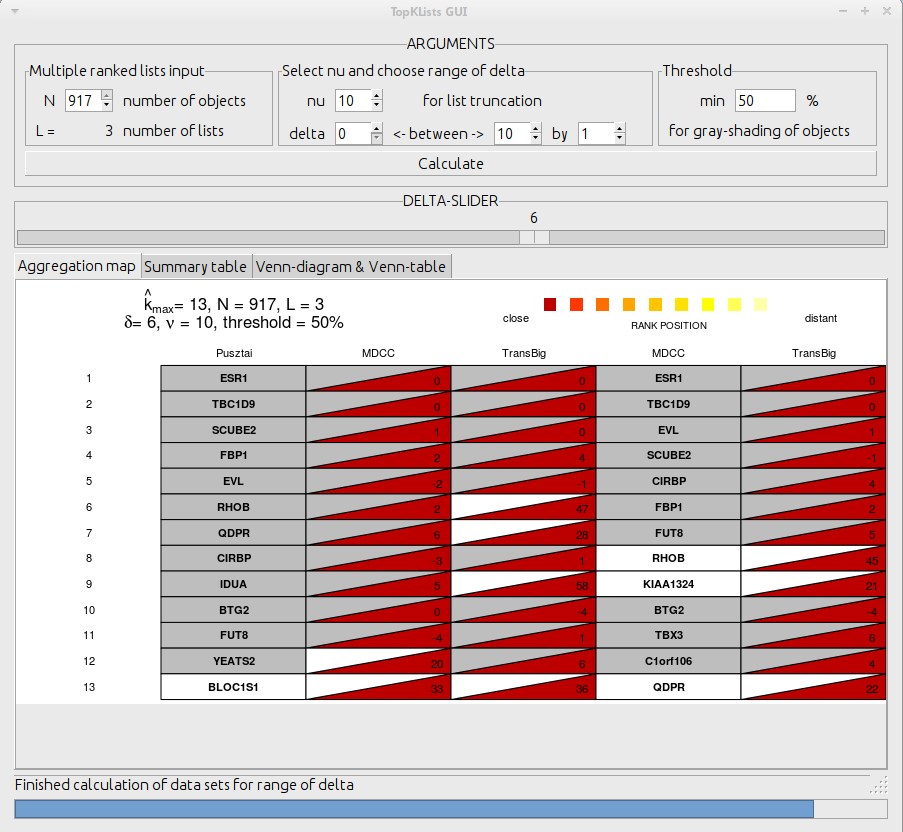 TopKLists GUI
ARGUMENTS
Multiple ranked lists input Select nu and choose range of delta Threshold
N 917 number of objects nu 10 for list truncation min 50 %
L = 3 number of lists delta 0 <- between -> 10 by 1 for gray-shading of objects
Calculate
DELTA-SLIDER
6
Aggregation map Summary table Venn-diagram & Venn-table
k̂max= 13, N = 917, L = 3
δ= 6, ν = 10, threshold = 50%
close distant
RANK POSITION
Pusztai MDCC TransBig MDCC TransBig
1 ESR1 0 0 ESR1 0
2 TBC1D9 0 0 TBC1D9 0
3 SCUBE2 1 0 EVL 1
4 FBP1 2 4 SCUBE2 -1
5 EVL -2 -1 CIRBP 4
6 RHOB 2 47 FBP1 2
7 QDPR 6 28 FUT8 5
8 CIRBP 3 1 RHOB 45
9 IDUA 5 53 KIAA1324 21
10 BTG2 0 -4 BTG2 -4
11 FUT8 -4 1 TBX3 6
12 YEATS2 20 6 C1orf106 4
13 BLOC1S1 33 36 QDPR 22
Finished calculation of data sets for range of delta